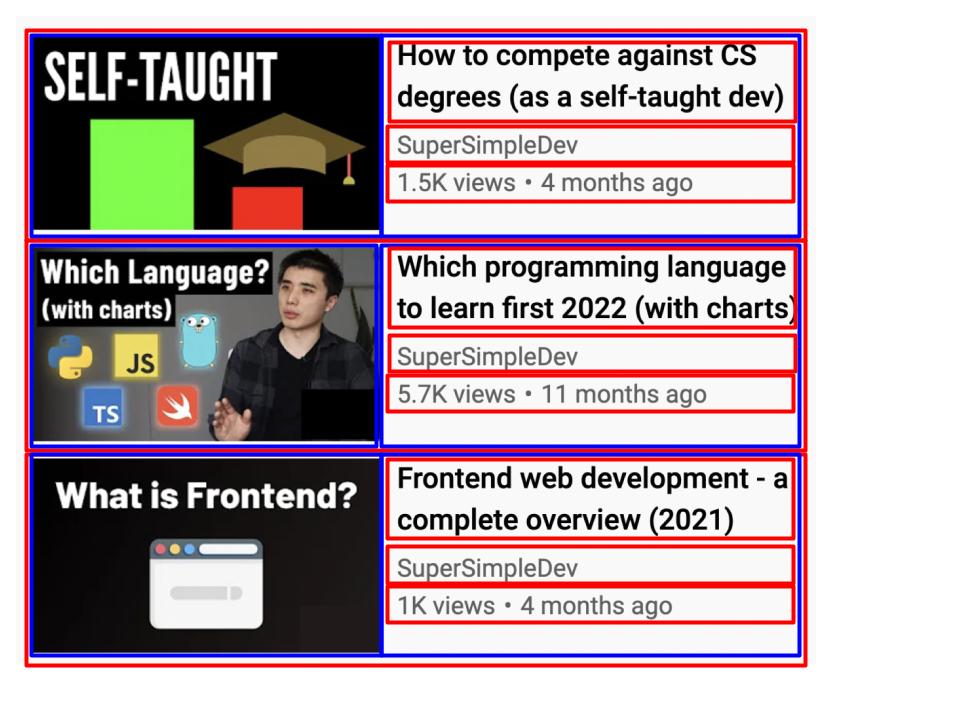 SELF-TAUGHT
How to compete against CS
degrees (as a self-taught dev)
SuperSimpleDev
1.5K views • 4 months ago
Which Language?
(with charts)
JS
TS
Which programming language
to learn first 2022 (with charts)
SuperSimpleDev
5.7K views • 11 months ago
What is Frontend?
Frontend web development - a
complete overview (2021)
SuperSimpleDev
1K views • 4 months ago